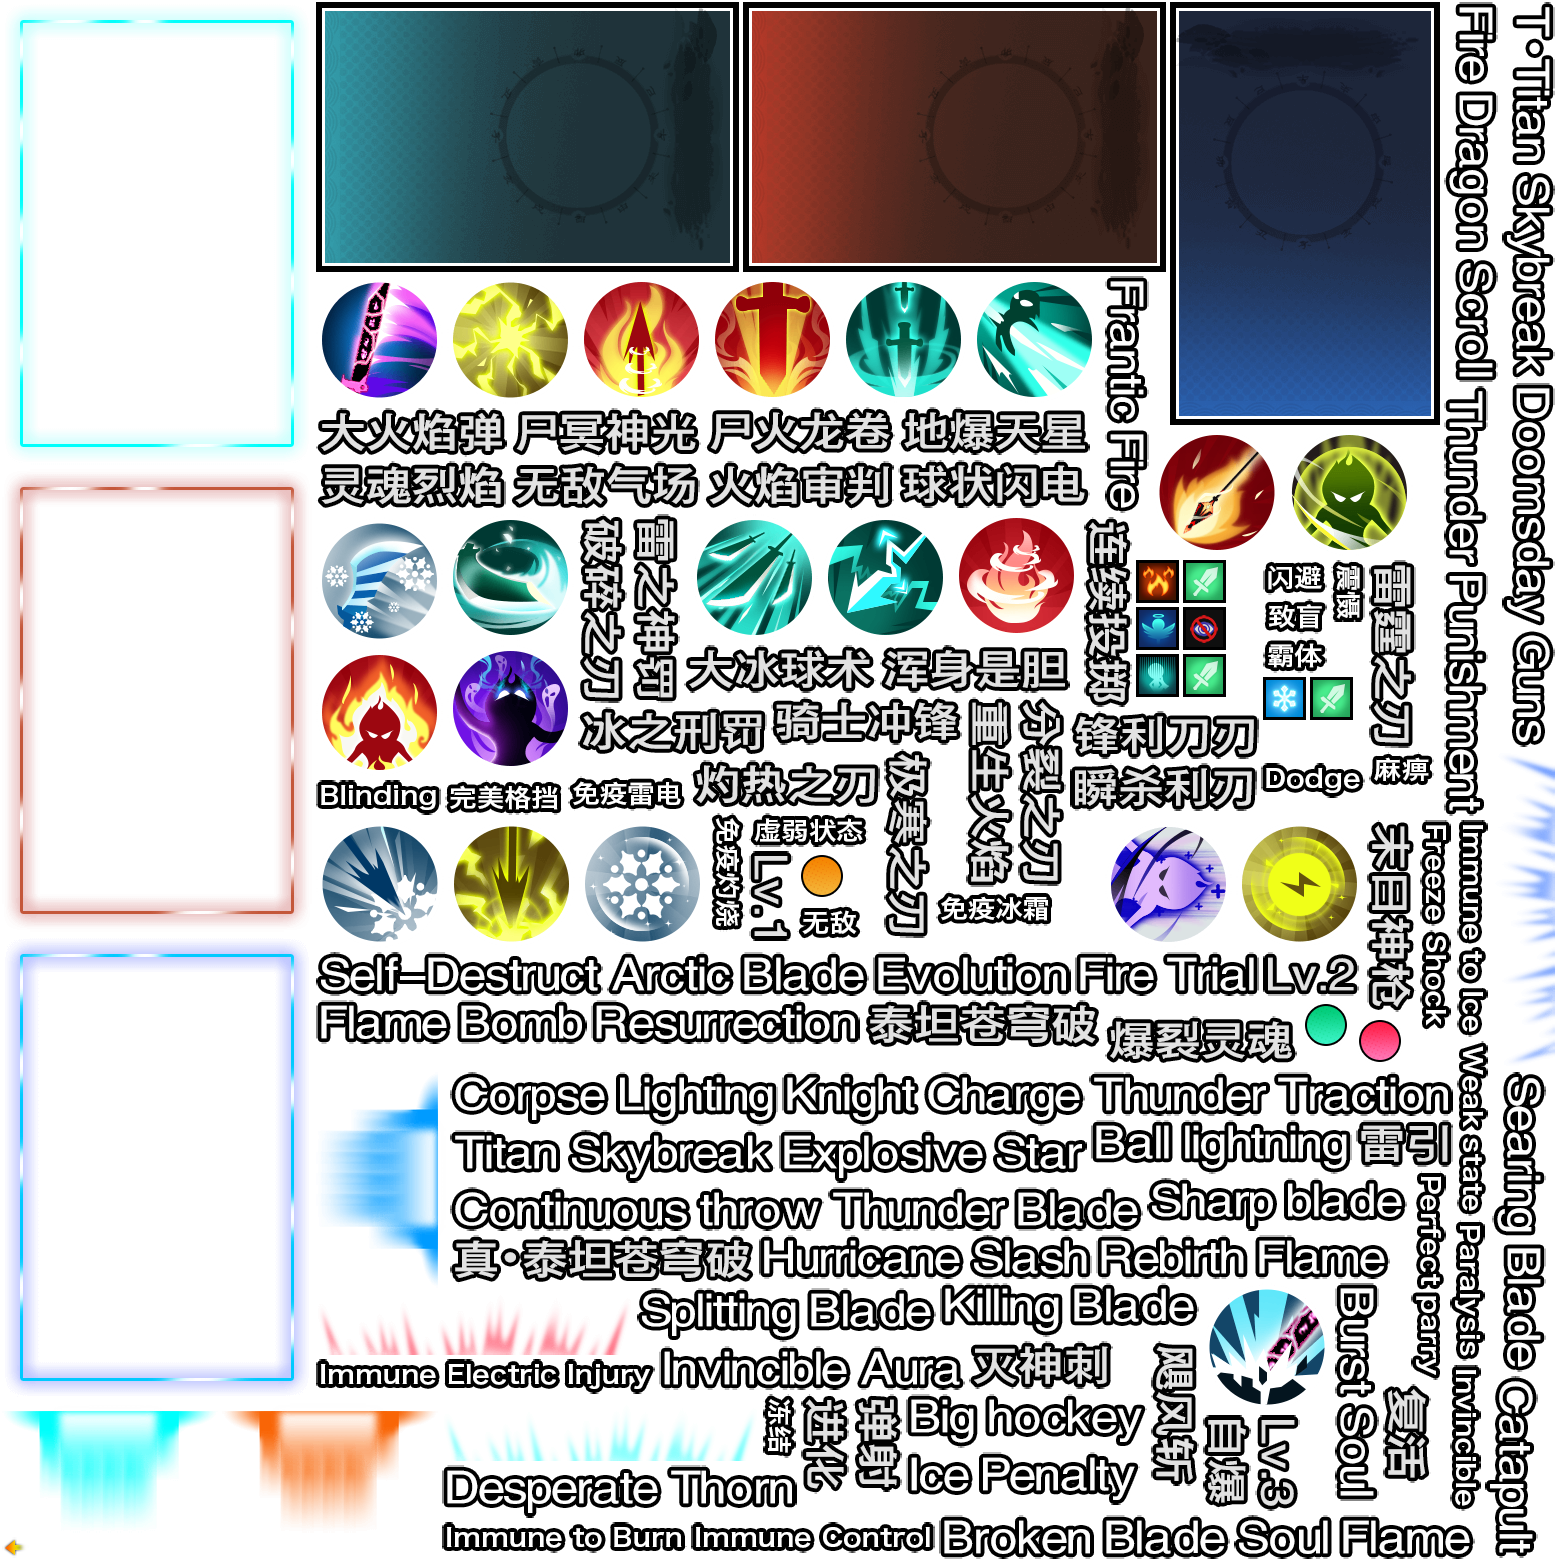 T·Titan Skybreak Doomsday Guns
Fire Dragon Scroll Thunder Punishment
Frantic Fire
大火焰弹 尸冥神光 尸火龙卷 地爆天星
灵魂烈焰 无敌气场 火焰审判 球状闪电
破碎之刃
雷之神罚
连续投掷
闪避
震慑
致盲
霸体
雷霆之刃
大冰球术 浑身是胆
冰之刑罚 骑士冲锋
重生火焰
分裂之刃
锋利刀刃
灼热之刃
极寒之刃
瞬杀利刃
Dodge
麻痹
Blinding 完美格挡 免疫雷电
免疫灼烧
虚弱状态
Lv.1
无敌
免疫冰霜
末日神枪
Freeze Shock
Immune to Ice Weak state Paralysis Invincible
Self-Destruct Arctic Blade Evolution Fire Trial Lv.2
Flame Bomb Resurrection 泰坦苍穹破 爆裂灵魂
Corpse Lighting Knight Charge Thunder Traction
Titan Skybreak Explosive Star Ball lightning 雷引
Continuous throw Thunder Blade Sharp blade
Perfect parry
Searing Blade Catapult
真·泰坦苍穹破 Hurricane Slash Rebirth Flame
Splitting Blade Killing Blade
Burst Soul
Immune Electric Injury Invincible Aura 灭神刺
飓风斩
复活
冻结
进化
弹射
Big hockey
自爆
Lv.3
Desperate Thorn
Ice Penalty
Immune to Burn Immune Control Broken Blade Soul Flame